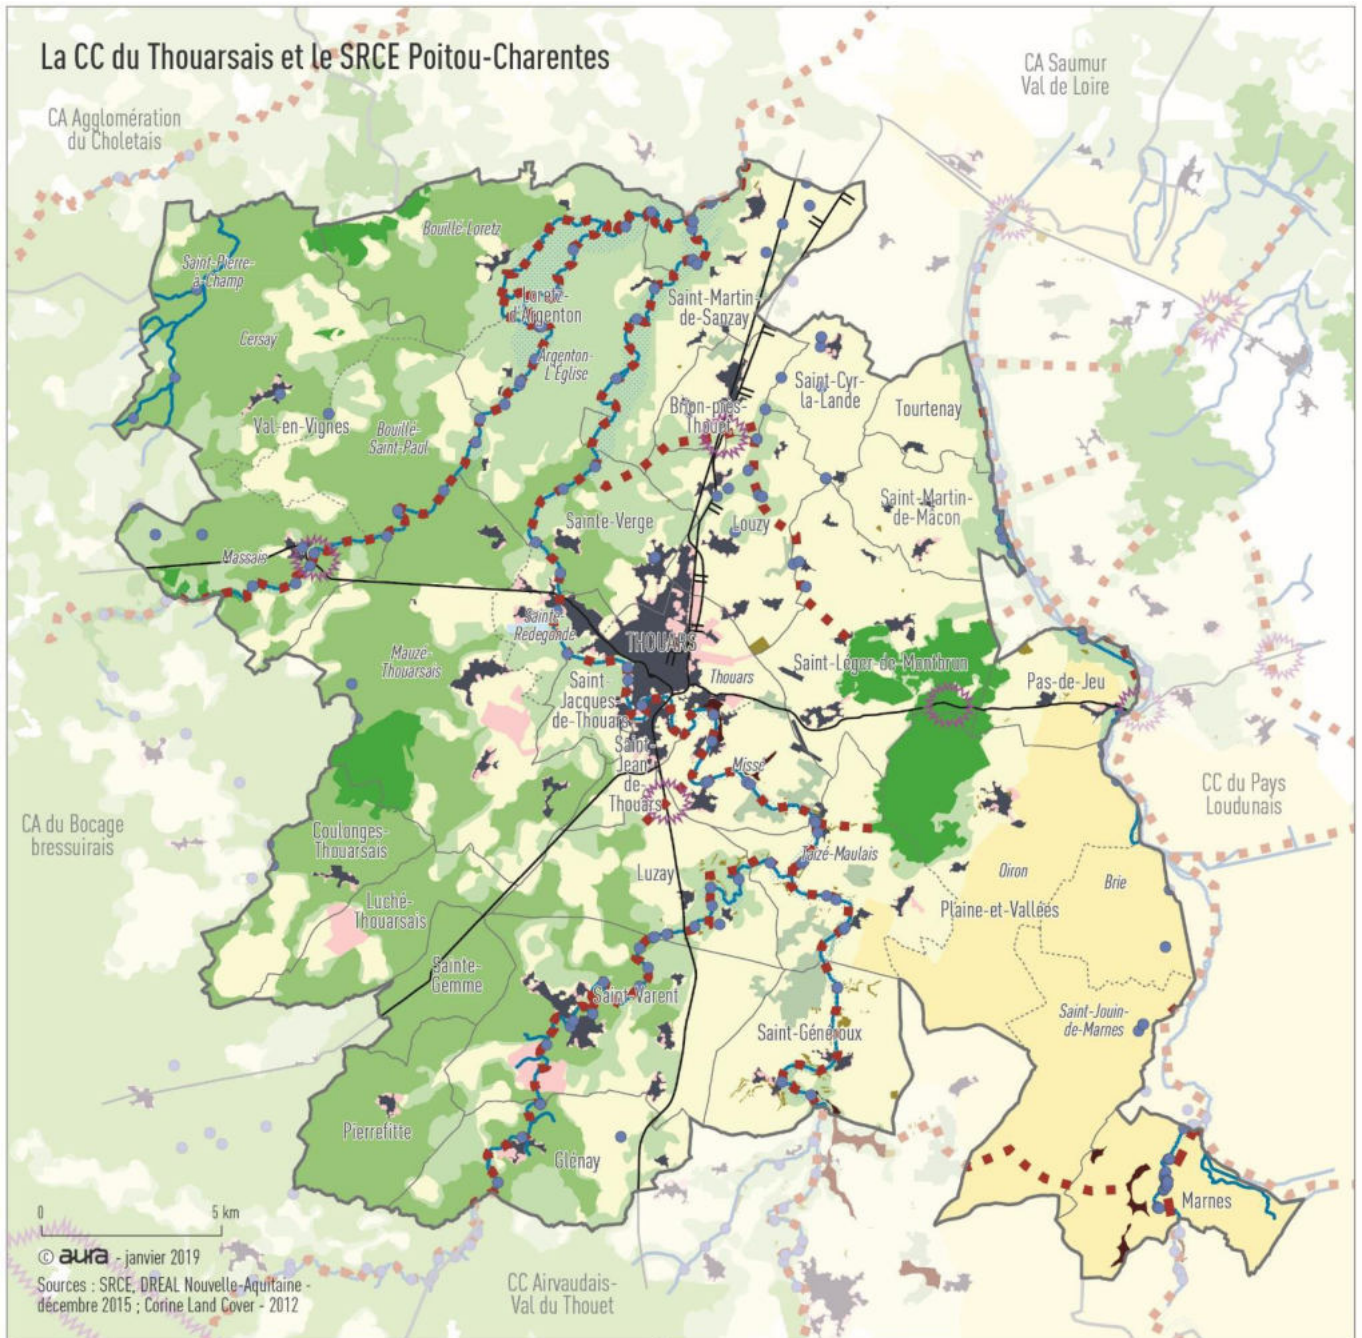 La CC du Thouarsais et le SRCE Poitou-Charentes
CA Saumur
Val de Loire
CA Agglomération
du Choletais
Bouillé-Loretz
Saint-Pierre-
à-Champ
Loretz-
d'Argenton
Saint-Martin-
de-Sanzay
Cersay
Argenton-
L'Église
Saint-Cyr-
la-Lande
Tourtenay
Brion-près-
Thouet
Val-en-Vignes
Bouillé-
Saint-Paul
Saint-Martin-
de-Mâcon
Sainte-Verge
Louzy
Massais
Sainte-
Redegonde
THOUARS
Mauzé-
Thouarsais
Saint-Léger-de-Montbrun
Thouars
Pas-de-Jeu
Saint-
Jacques-
de-Thouars
Saint-
Jean-
de-
Thouars
Missé
CC du Pays
Loudunais
CA du Bocage
bressuirais
Coulonges-
Thouarsais
Taizé-Maulais
Luzay
Oiron
Brie
Luché-
Thouarsais
Plaine-et-Vallées
Sainte-
Gemme
Saint-Varent
Saint-Jouin-
de-Marnes
Saint-Généroux
Pierrefitte
Glénay
Marnes
0 5 km
© aura - janvier 2019
Sources : SRCE, DREAL Nouvelle-Aquitaine -
décembre 2015 ; Corine Land Cover - 2012
CC Airvaudais-
Val du Thouet